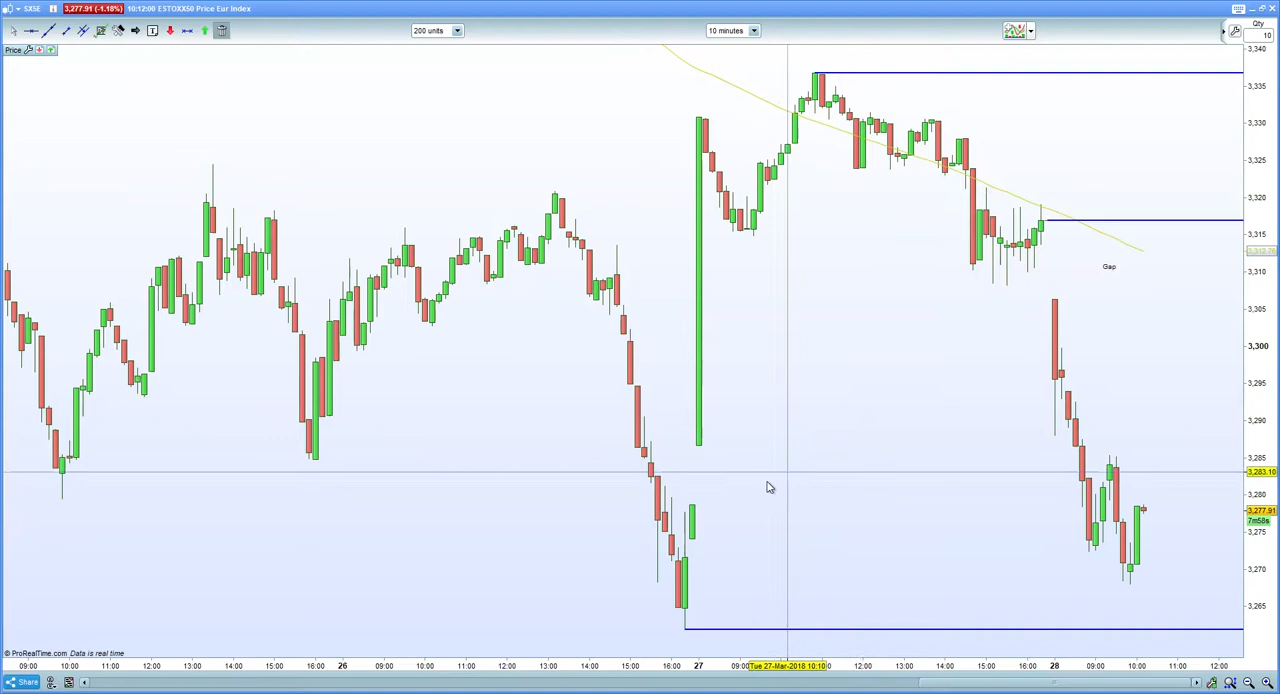 SX5E 3,277.91 (-1.18%) 10:12:00 ESTOXX50 Price Eur Index
200 units 10 minutes Qty
10
Price
3,340
3,335
3,330
3,325
3,320
3,315
Gap
3,310
3,305
3,300
3,295
3,290
3,285
3,283.10
3,280
3,277.91
7m58s
3,275
3,270
3,265
© ProRealTime.com Data is real time
09:00 10:00 11:00 12:00 13:00 14:00 15:00 16:00 26 09:00 10:00 11:00 12:00 13:00 14:00 15:00 16:00 27 09:00 Tue 27-Mar-2018 10:10 12:00 13:00 14:00 15:00 16:00 28 09:00 10:00 11:00 12:00
Share